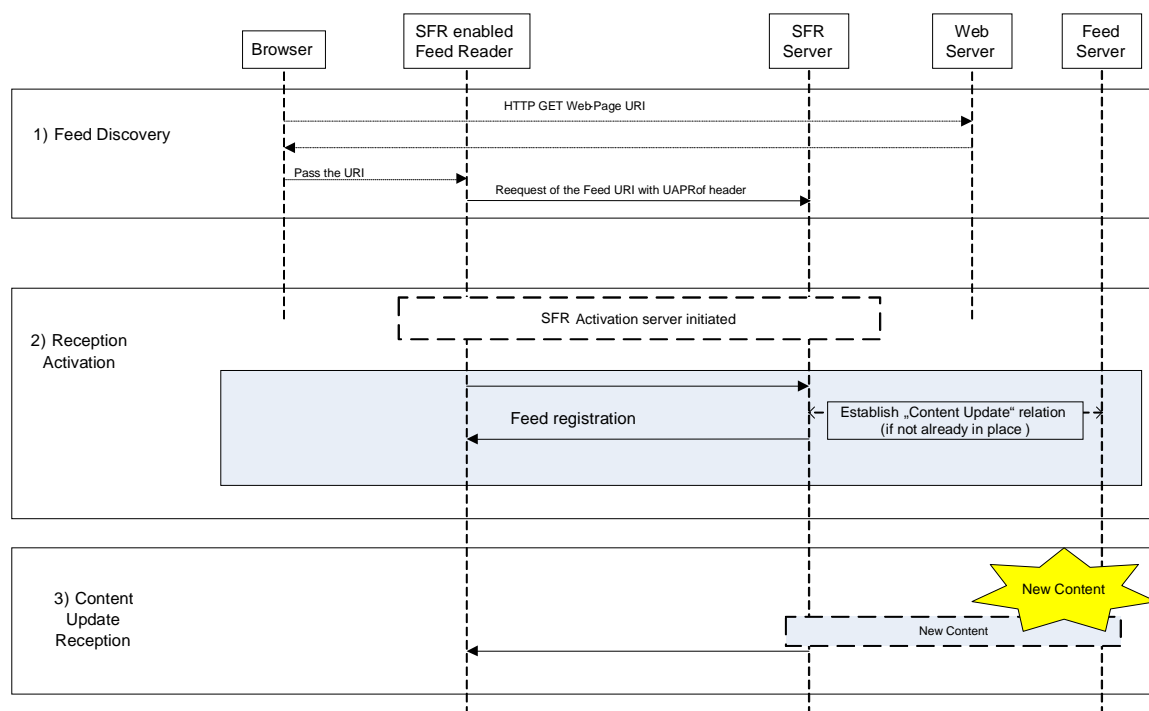 Browser
SFR enabled
Feed Reader
SFR
Server
Web
Server
Feed
Server
1) Feed Discovery
HTTP GET Web-Page URI
Pass the URI
Reequest of the Feed URI with UAPRof header
2) Reception
Activation
SFR Activation server initiated
Feed registration
Establish „Content Update“ relation
(if not already in place )
3) Content
Update
Reception
New Content
New Content